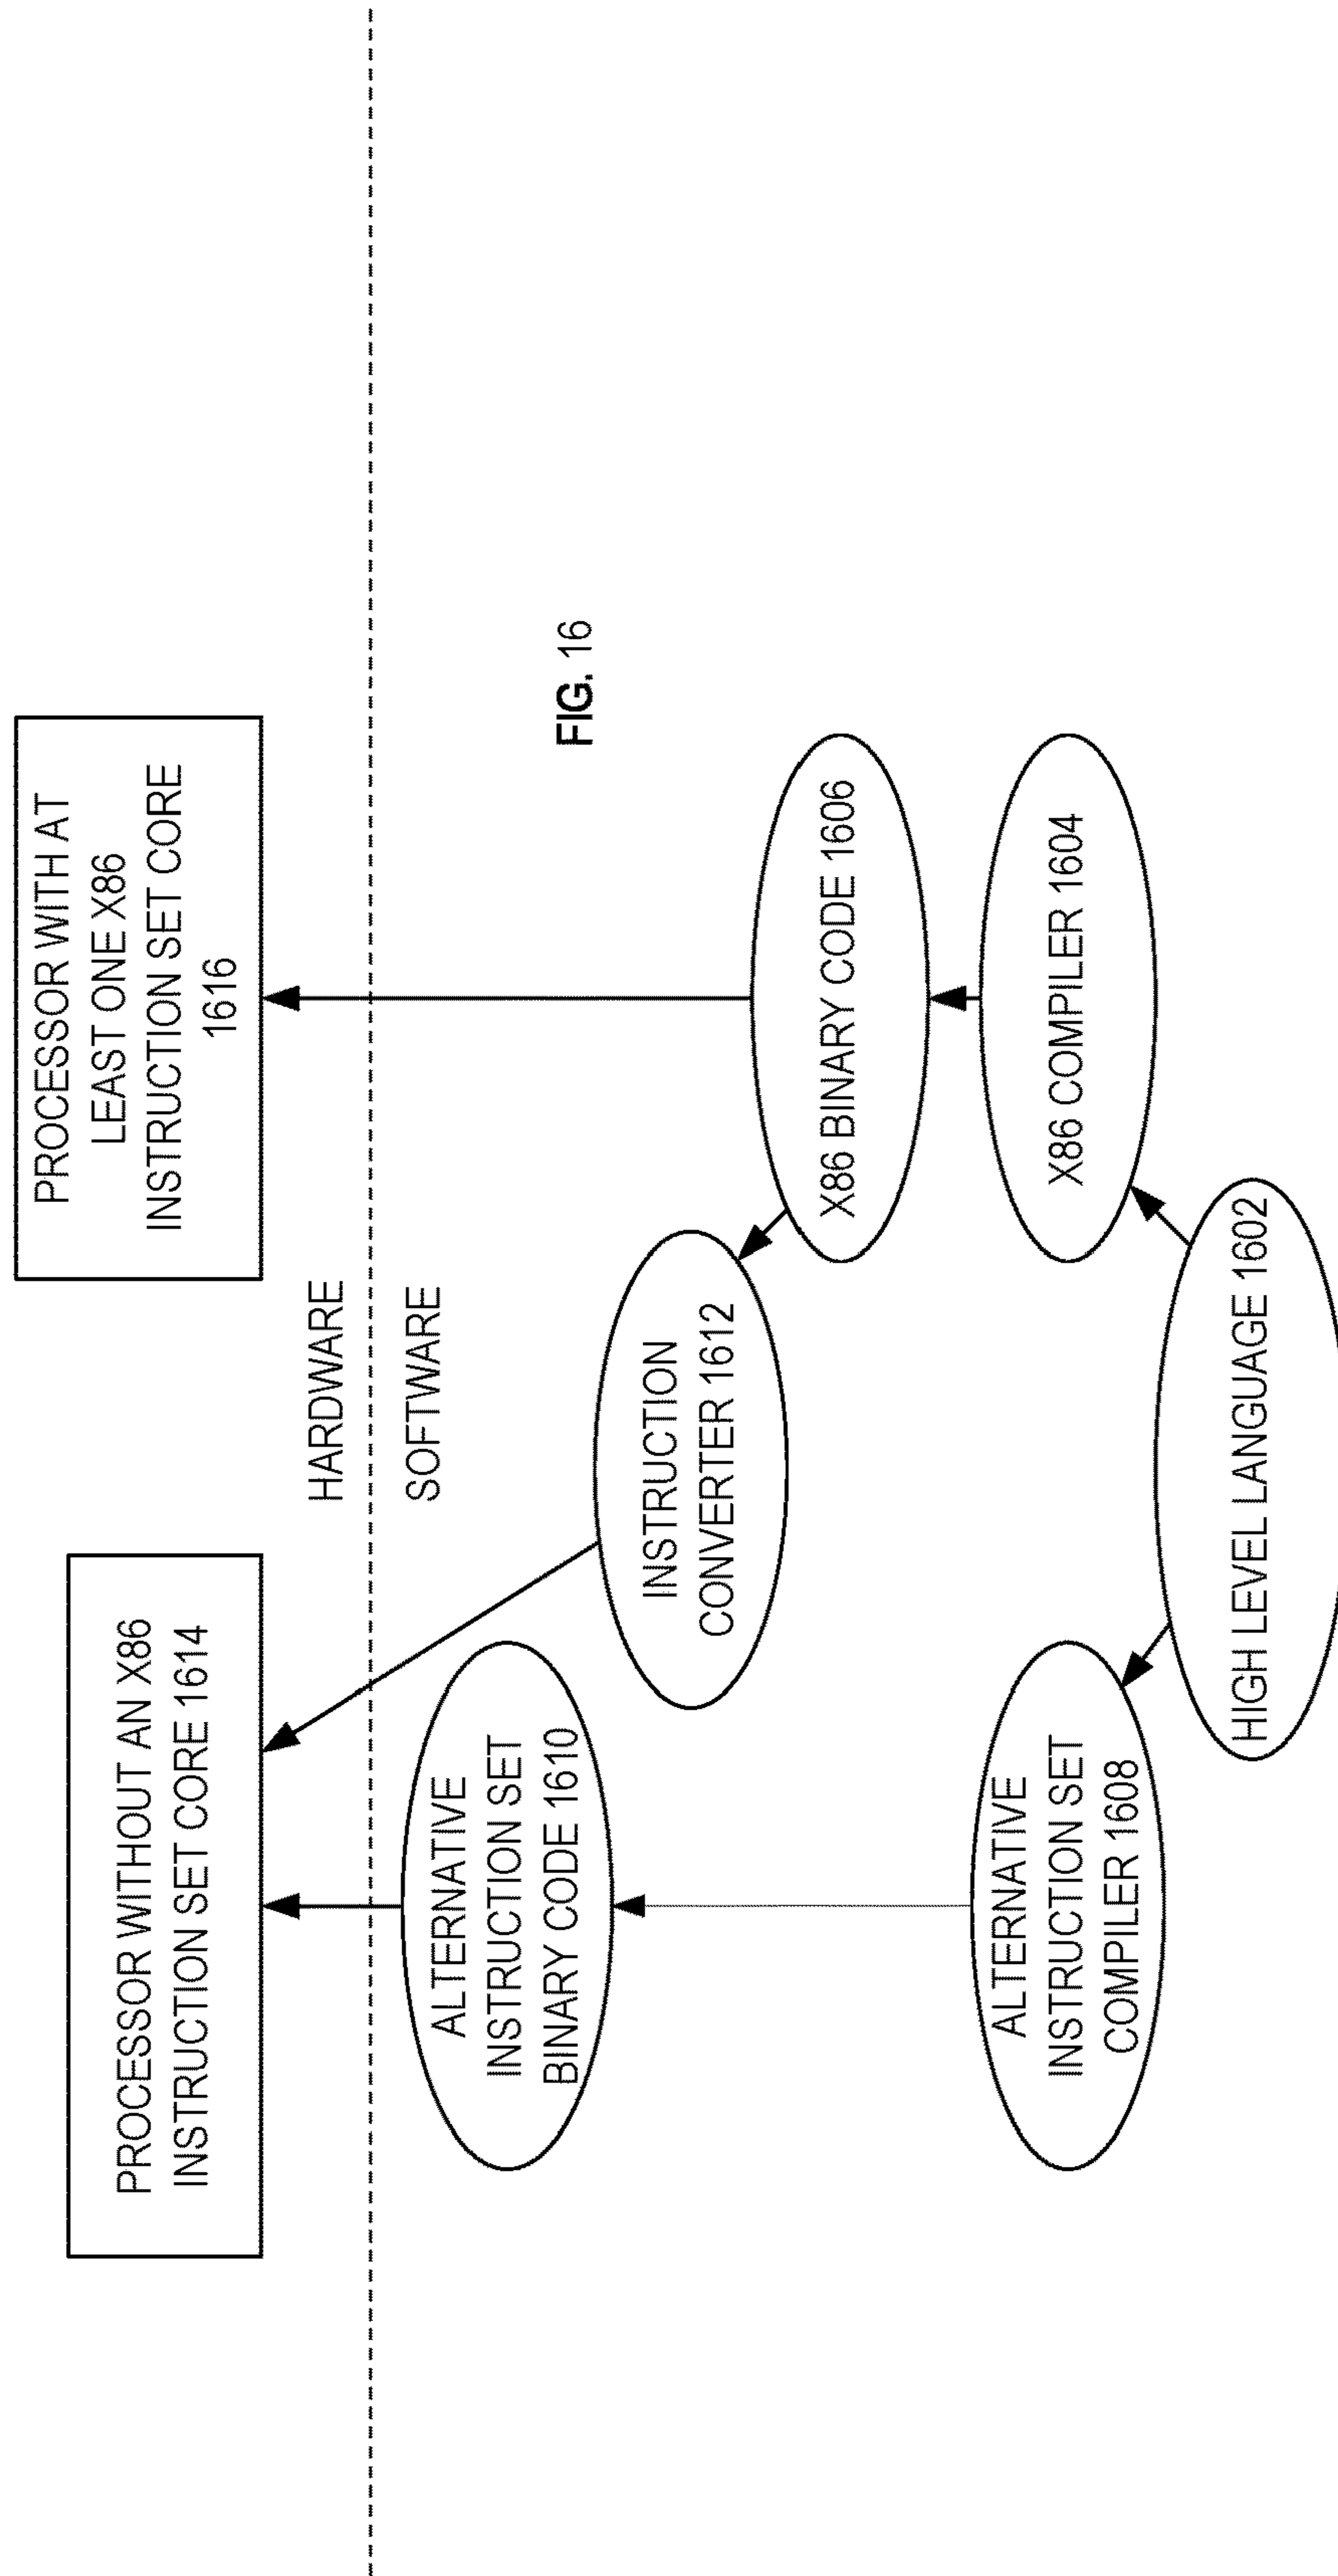 PROCESSOR WITHOUT AN X86
INSTRUCTION SET CORE 1614
PROCESSOR WITH AT
LEAST ONE X86
INSTRUCTION SET CORE
1616
HARDWARE
SOFTWARE
ALTERNATIVE
INSTRUCTION SET
BINARY CODE 1610
FIG. 16
INSTRUCTION
CONVERTER 1612
X86 BINARY CODE 1606
ALTERNATIVE
INSTRUCTION SET
COMPILER 1608
X86 COMPILER 1604
HIGH LEVEL LANGUAGE 1602